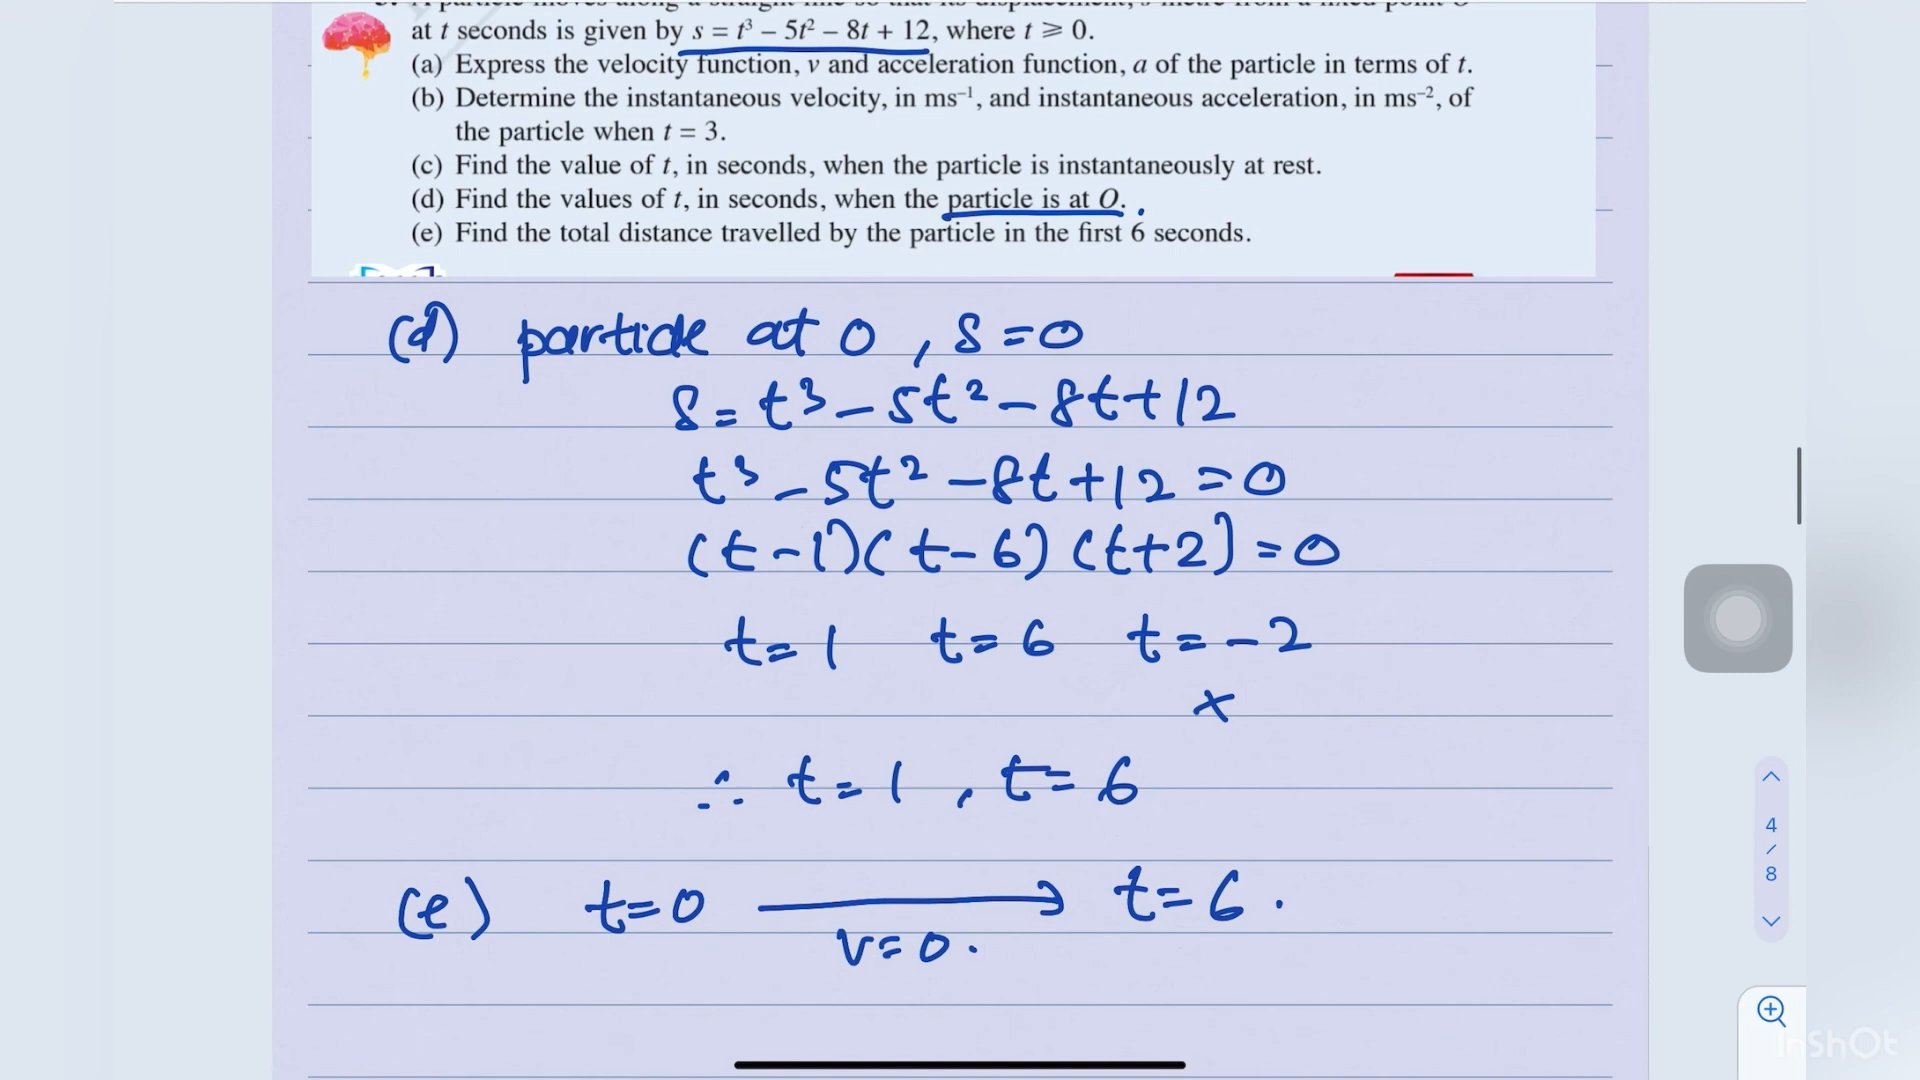 at t seconds is given by s = t³ – 5t² – 8t + 12, where t ⩾ 0.
(a) Express the velocity function, v and acceleration function, a of the particle in terms of t.
(b) Determine the instantaneous velocity, in ms⁻¹, and instantaneous acceleration, in ms⁻², of
the particle when t = 3.
(c) Find the value of t, in seconds, when the particle is instantaneously at rest.
(d) Find the values of t, in seconds, when the particle is at O.
(e) Find the total distance travelled by the particle in the first 6 seconds.
(d) particle at O, s=0
s = t³ – 5t² – 8t + 12
t³ – 5t² – 8t + 12 = 0
(t–1)(t–6)(t+2) = 0
t=1 t=6 t=–2
×
∴ t=1, t=6
(e) t=0 → t=6.
v=0.
4
/
8
InShOt